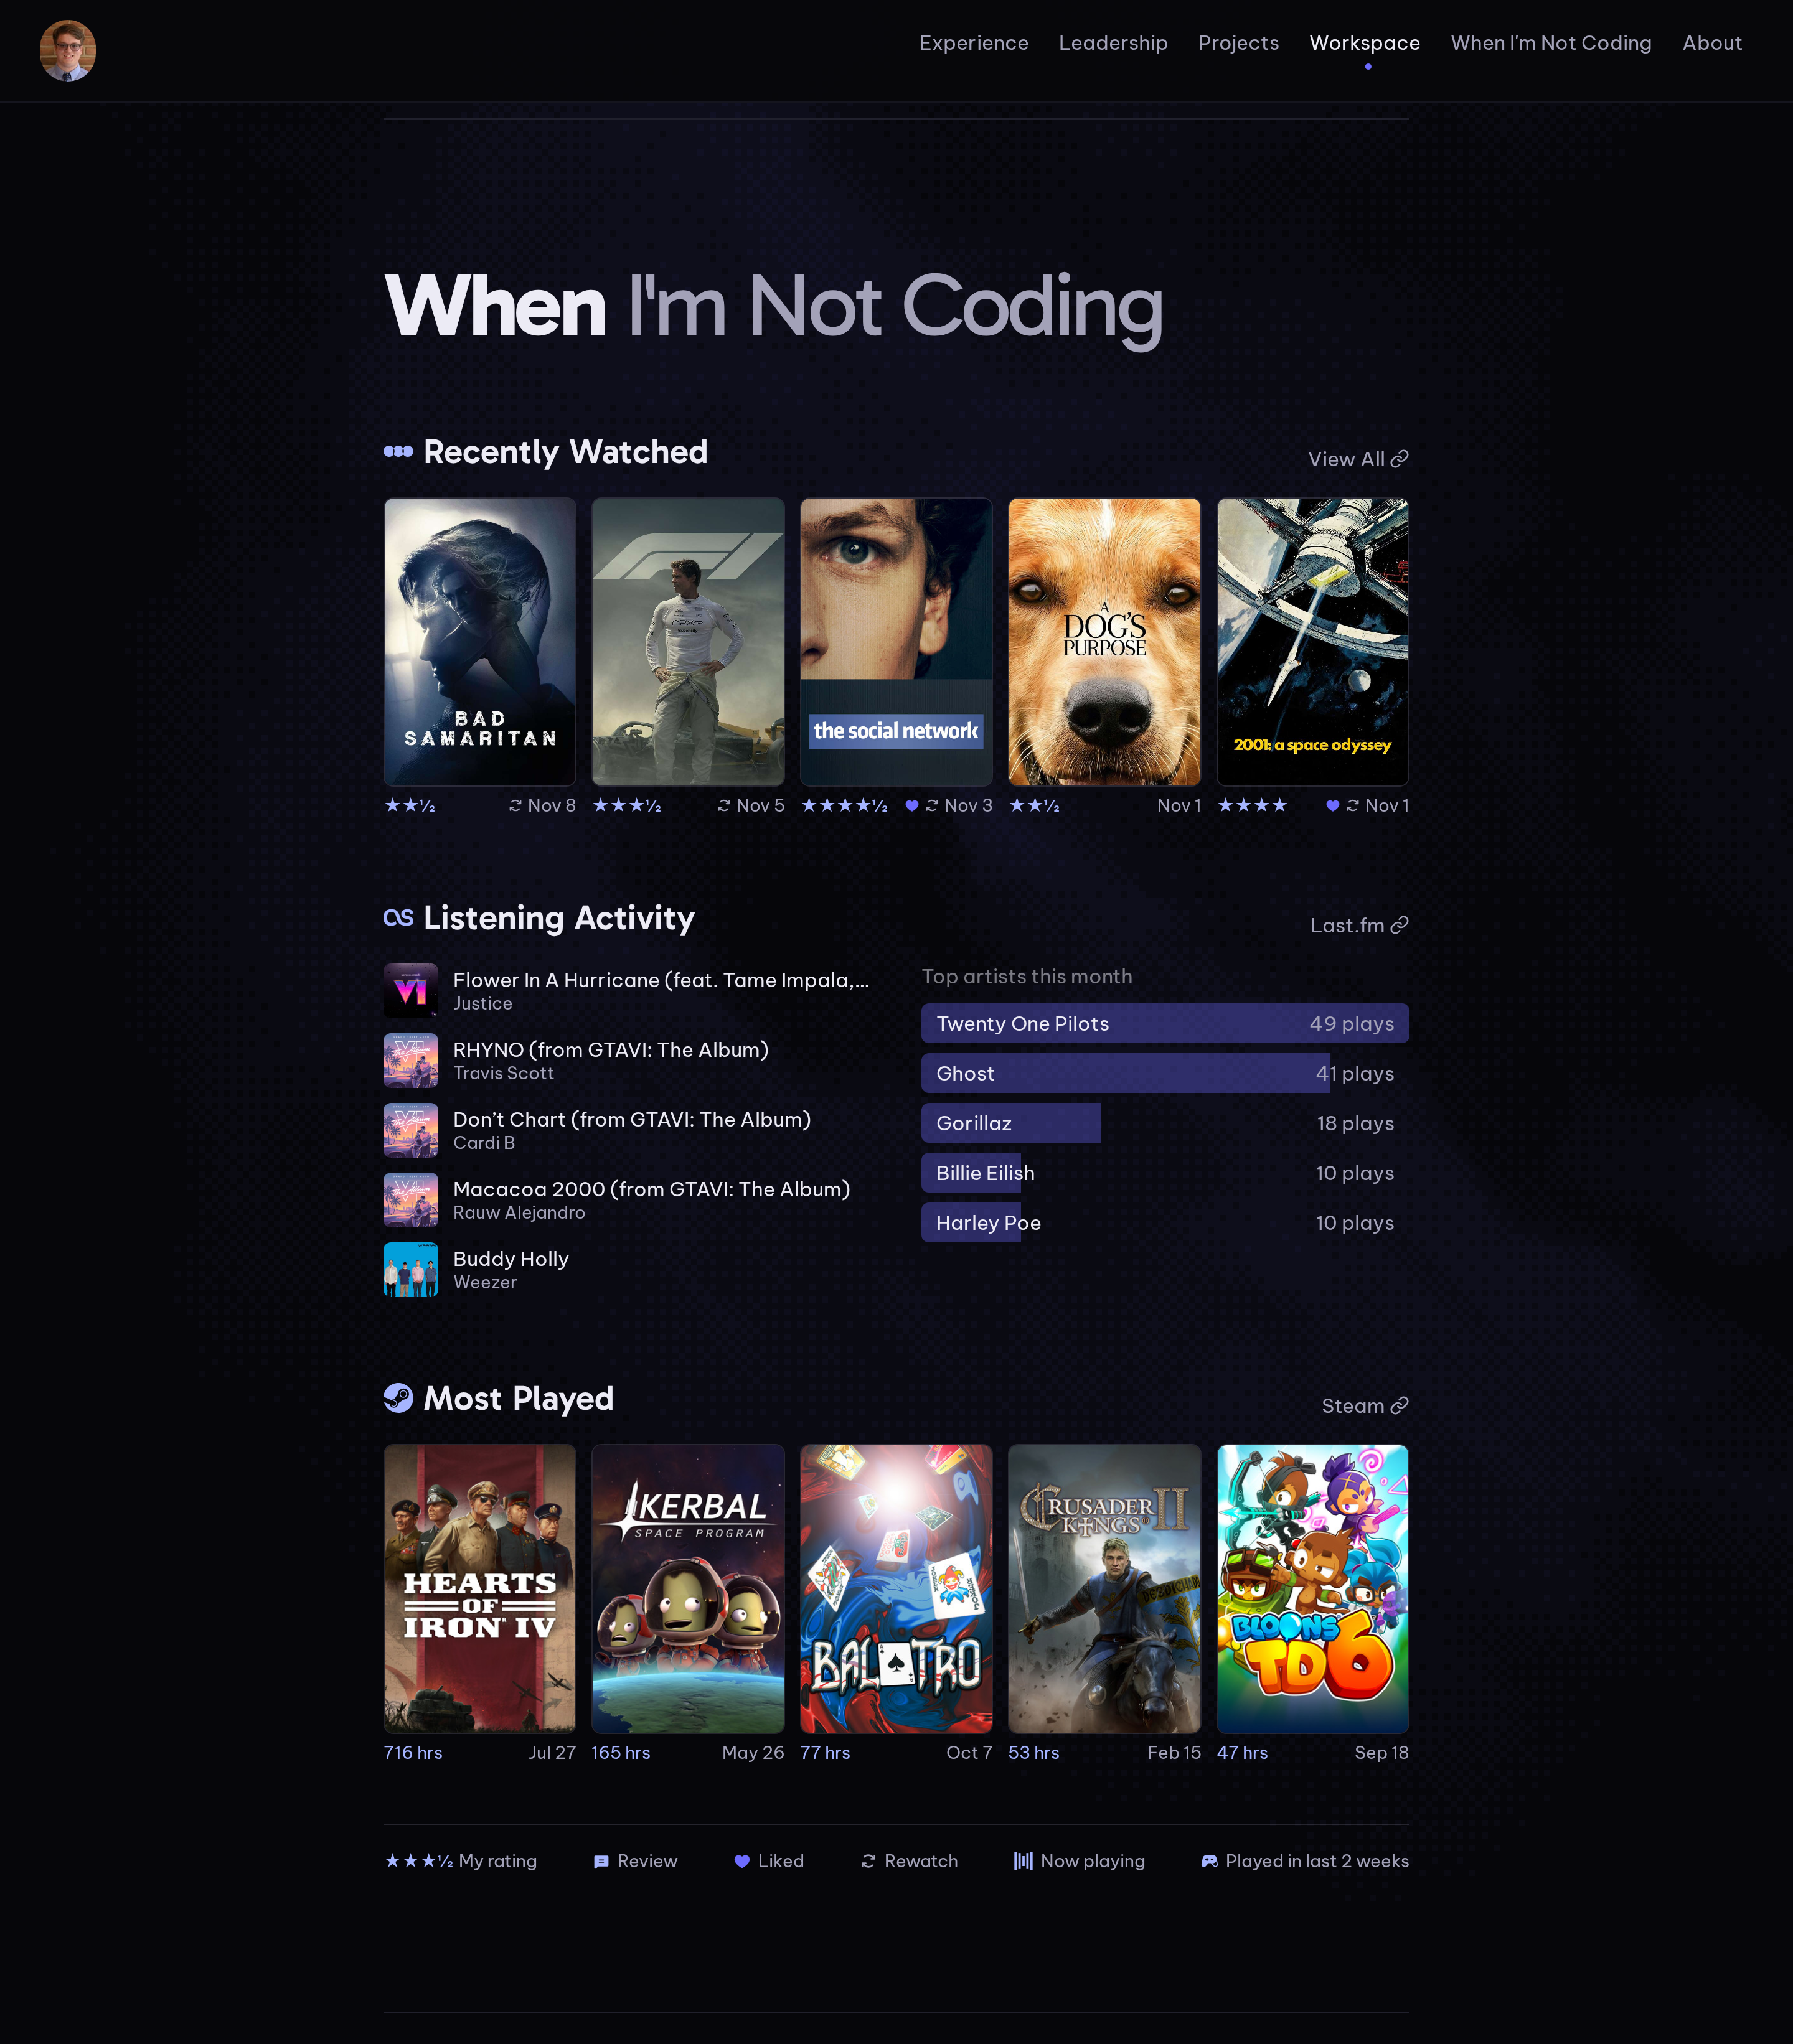 Experience Leadership Projects Workspace When I'm Not Coding About
When I'm Not Coding
Recently Watched
View All
BAD
SAMARITAN
F1
APXGP
the social network
A
DOG'S
PURPOSE
2001: a space odyssey
★★½ Nov 8
★★★½ Nov 5
★★★★½ Nov 3
★★½ Nov 1
★★★★ Nov 1
Listening Activity
Last.fm
VI
Flower In A Hurricane (feat. Tame Impala,...
Justice
RHYNO (from GTAVI: The Album)
Travis Scott
Don’t Chart (from GTAVI: The Album)
Cardi B
Macacoa 2000 (from GTAVI: The Album)
Rauw Alejandro
Buddy Holly
Weezer
Top artists this month
Twenty One Pilots 49 plays
Ghost 41 plays
Gorillaz 18 plays
Billie Eilish 10 plays
Harley Poe 10 plays
Most Played
Steam
HEARTS
OF
IRON IV
KERBAL
SPACE PROGRAM
JOKER
BALATRO
CRUSADER
KINGS II
BLOONS
TD6
716 hrs Jul 27
165 hrs May 26
77 hrs Oct 7
53 hrs Feb 15
47 hrs Sep 18
★★★½ My rating
Review
Liked
Rewatch
Now playing
Played in last 2 weeks